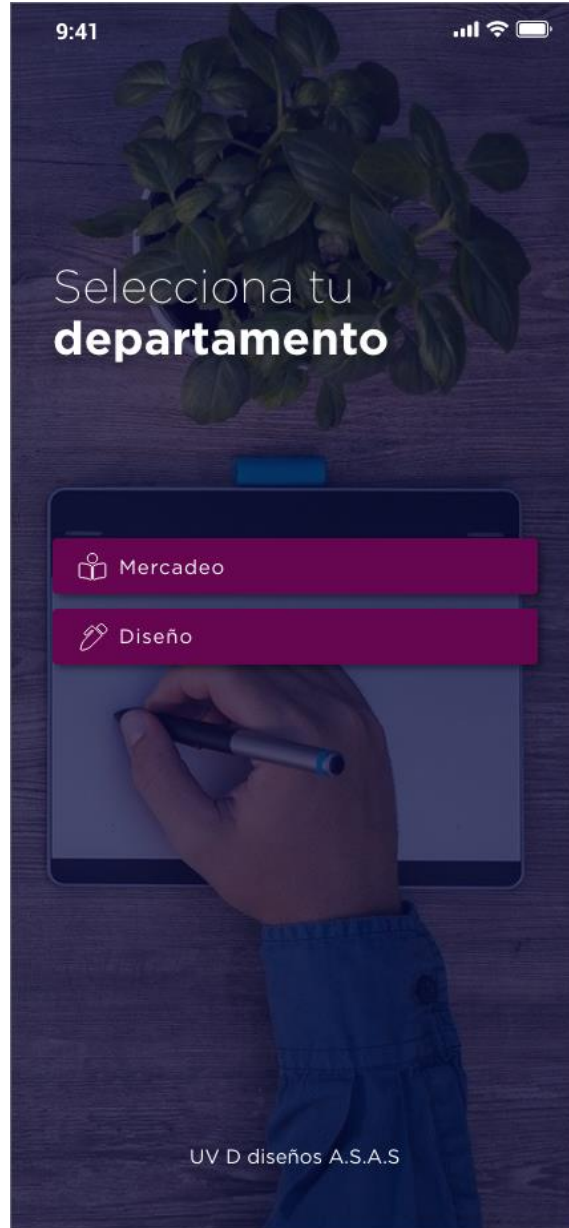 9:41
Selecciona tu
departamento
Mercadeo
Diseño
UV D diseños A.S.A.S